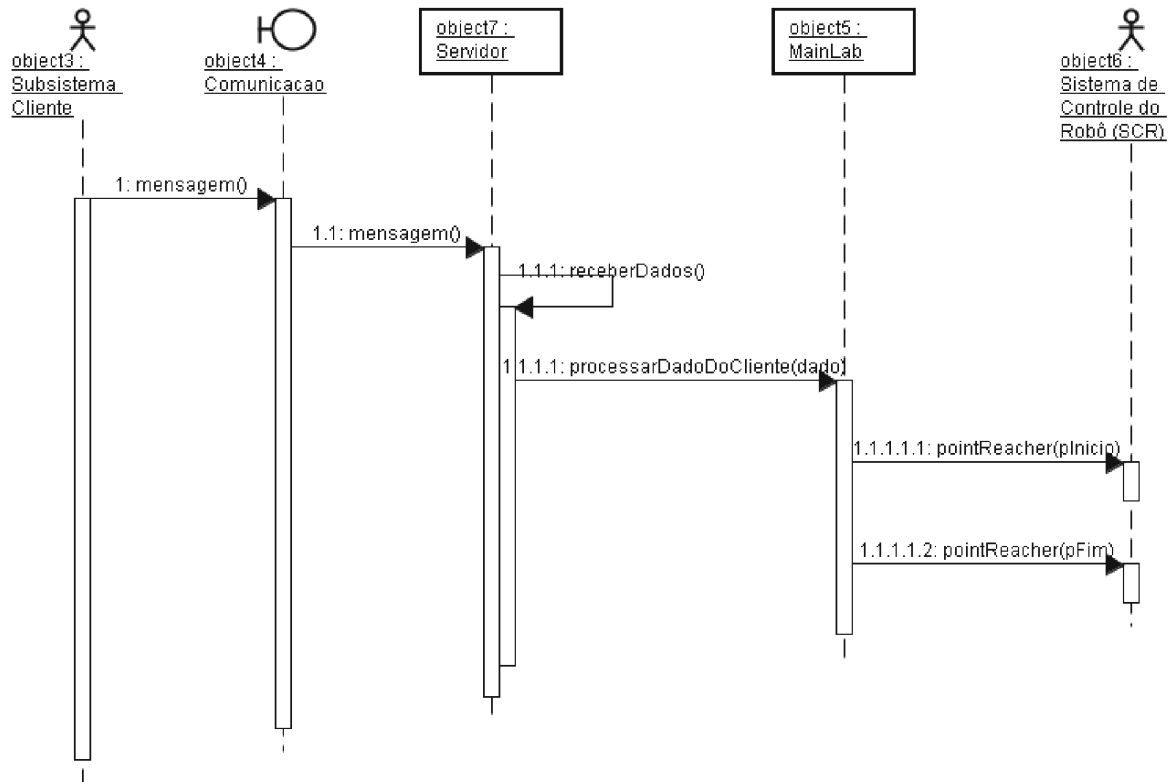 object3 :
Subsistema
Cliente
object4 :
Comunicacao
object7 :
Servidor
object5 :
MainLab
object6 :
Sistema de
Controle do
Robô (SCR)
1: mensagem()
1.1: mensagem()
1.1.1: receberDados()
1.1.1.1: processarDadoDoCliente(dado)
1.1.1.1.1: pointReacher(pInicio)
1.1.1.1.2: pointReacher(pFim)